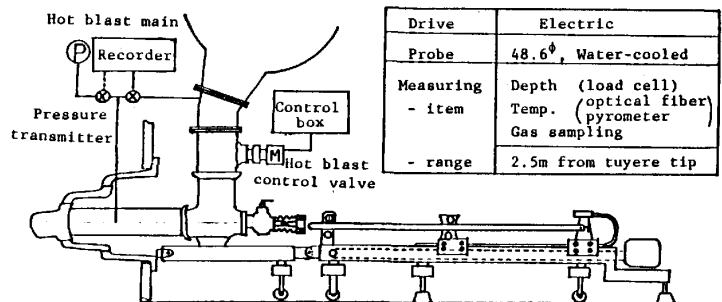 Hot blast main
P
Recorder
Pressure
transmitter
Control
box
M
Hot blast
control valve
Drive Electric
Probe 48.6ϕ, Water-cooled
Measuring Depth (load cell)
- item Temp. (optical fiber
pyrometer)
Gas sampling
- range 2.5m from tuyere tip